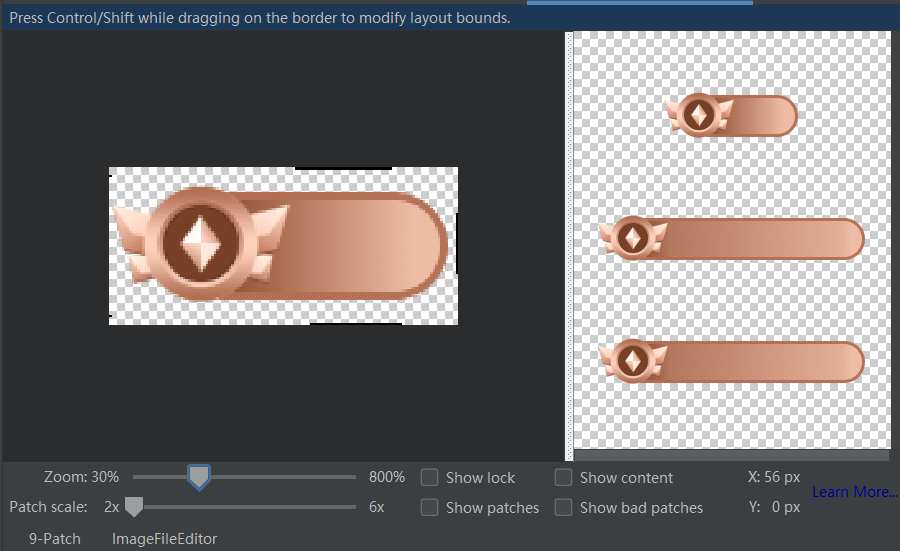 Press Control/Shift while dragging on the border to modify layout bounds.
Zoom: 30% 800% Show lock Show content X: 56 px
Learn More...
Patch scale: 2x 6x Show patches Show bad patches Y: 0 px
9-Patch ImageFileEditor